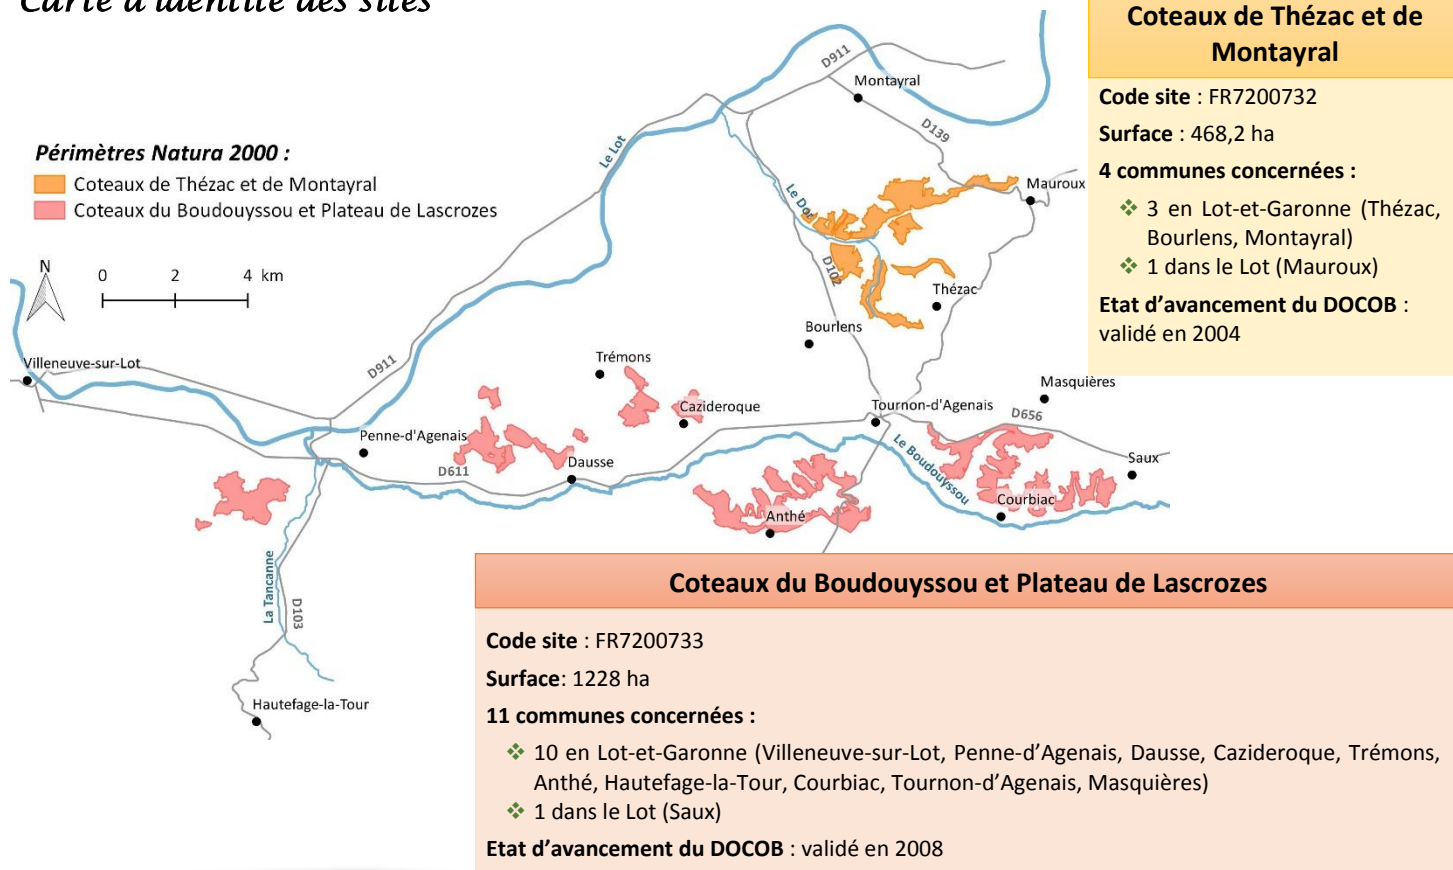 Carte d'identité des sites
Coteaux de Thézac et de
Montayral
Code site : FR7200732
Surface : 468,2 ha
4 communes concernées :
❖ 3 en Lot-et-Garonne (Thézac,
Bourlens, Montayral)
❖ 1 dans le Lot (Mauroux)
Etat d'avancement du DOCOB :
validé en 2004
Périmètres Natura 2000 :
Coteaux de Thézac et de Montayral
Coteaux du Boudouyssou et Plateau de Lascrozes
N
0 2 4 km
D911
Montayral
D139
Le Lot
Le Dor
Mauroux
D102
Thézac
Bourlens
Villeneuve-sur-Lot
D911
Trémons
Cazideroque
Masquières
Tournon-d'Agenais
D656
Penne-d'Agenais
D611
Dausse
Le Boudouyssou
Saux
Courbiac
Anthé
La Tancanne
D103
Hautefage-la-Tour
Coteaux du Boudouyssou et Plateau de Lascrozes
Code site : FR7200733
Surface: 1228 ha
11 communes concernées :
❖ 10 en Lot-et-Garonne (Villeneuve-sur-Lot, Penne-d'Agenais, Dausse, Cazideroque, Trémons,
Anthé, Hautefage-la-Tour, Courbiac, Tournon-d'Agenais, Masquières)
❖ 1 dans le Lot (Saux)
Etat d'avancement du DOCOB : validé en 2008